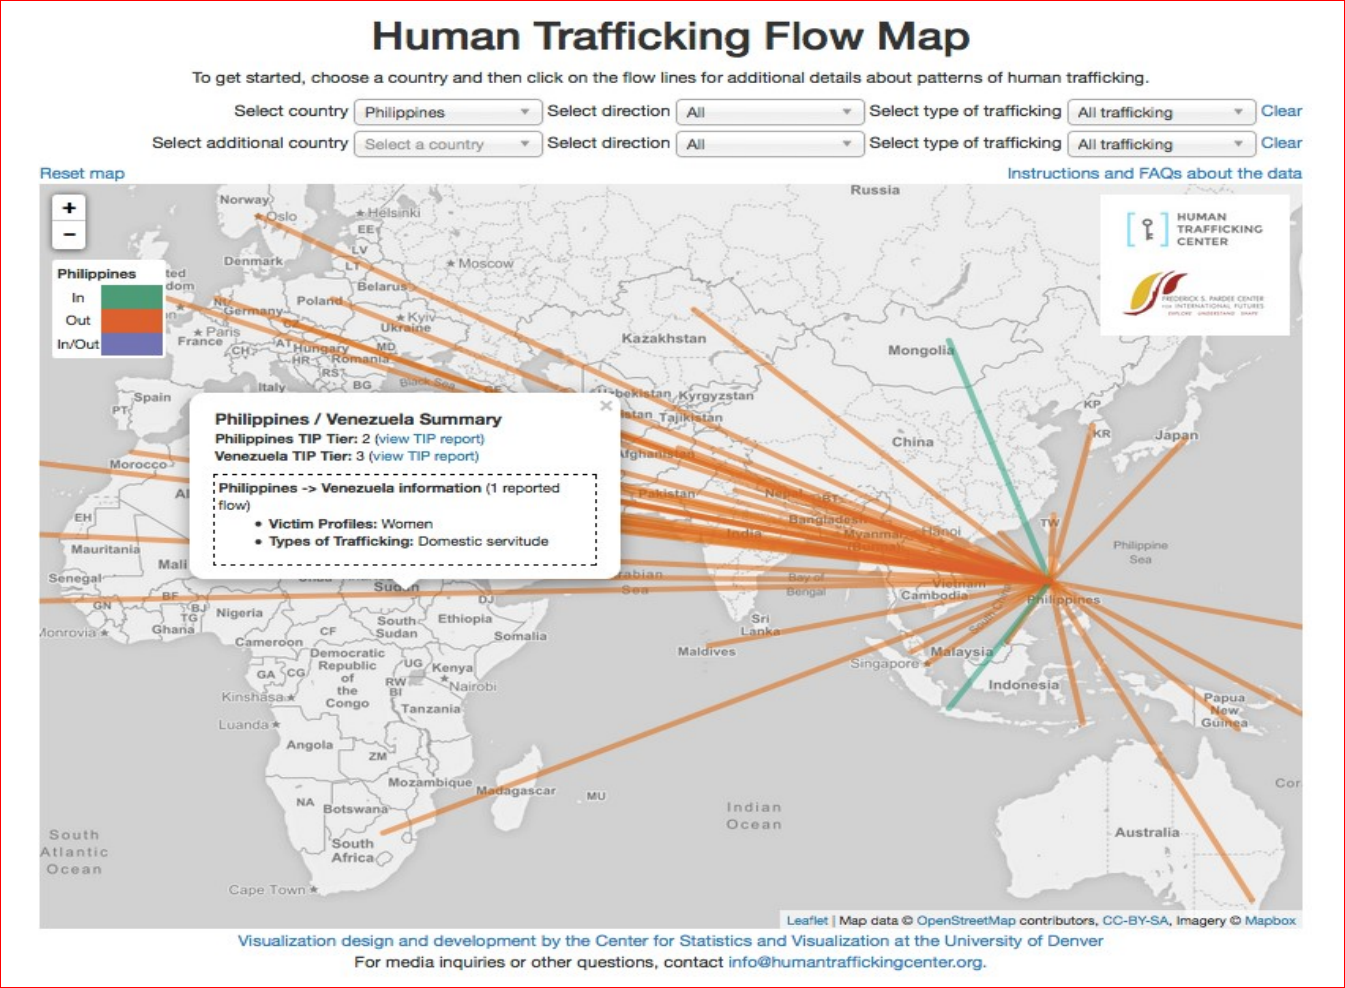 Human Trafficking Flow Map
To get started, choose a country and then click on the flow lines for additional details about patterns of human trafficking.
Select country Philippines Select direction All Select type of trafficking All trafficking Clear
Select additional country Select a country Select direction All Select type of trafficking All trafficking Clear
Reset map
Instructions and FAQs about the data
+
−
Philippines
In
Out
In/Out
HUMAN
TRAFFICKING
CENTER
FREDERICK S. PARDEE CENTER
FOR INTERNATIONAL FUTURES
EXPLORE UNDERSTAND SHAPE
Norway
Oslo
Helsinki
EE
Russia
LV
Denmark
LT
Moscow
ted
dom
Belarus
Poland
NL
Germany
Kyiv
Ukraine
CZ
Paris
France
CH
AT
Hungary
MD
HR
Romania
RS
Italy
BG
Black Sea
GE
Kazakhstan
Mongolia
Spain
PT
bekistan
Kyrgyzstan
istan
Tajikistan
KP
KR
Japan
China
Afghanistan
Morocco
Pakistan
Nepal
BT
Bangladesh
India
Myanmar
Hanoi
TW
Philippine
Sea
Philippines / Venezuela Summary
×
Philippines TIP Tier: 2 (view TIP report)
Venezuela TIP Tier: 3 (view TIP report)
Philippines -> Venezuela information (1 reported
flow)
• Victim Profiles: Women
• Types of Trafficking: Domestic servitude
Al
EH
Mauritania
Mali
Senegal
GN
BF
BJ
TG
Ghana
Nigeria
Monrovia
Sudan
DJ
South
Sudan
Ethiopia
Somalia
CF
Cameroon
rabian
Sea
Bay of
Bengal
Sri
Lanka
Maldives
Vietnam
Cambodia
Philippines
Malaysia
Singapore
Indonesia
Democratic
Republic
of
the
Congo
GA
CG
UG
Kenya
RW
BI
Nairobi
Kinshasa
Tanzania
Luanda
Angola
ZM
Mozambique
Madagascar
MU
NA
Botswana
South
Africa
Cape Town
Papua
New
Guinea
Cor
Australia
Indian
Ocean
South
Atlantic
Ocean
Leaflet | Map data © OpenStreetMap contributors, CC-BY-SA, Imagery © Mapbox
Visualization design and development by the Center for Statistics and Visualization at the University of Denver
For media inquiries or other questions, contact info@humantraffickingcenter.org.